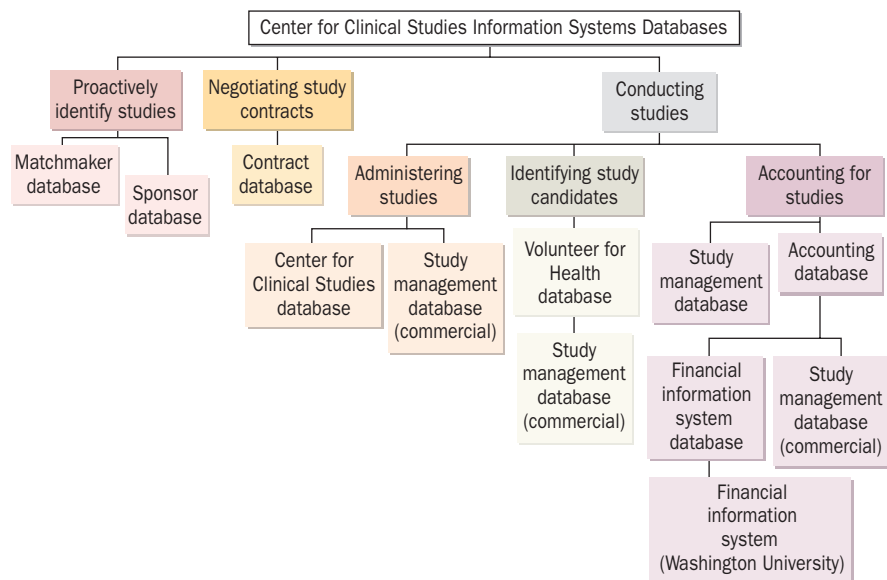 Center for Clinical Studies Information Systems Databases
Proactively
identify studies
Negotiating study
contracts
Conducting
studies
Matchmaker
database
Sponsor
database
Contract
database
Administering
studies
Identifying study
candidates
Accounting for
studies
Center for
Clinical Studies
database
Study
management
database
(commercial)
Volunteer for
Health
database
Study
management
database
(commercial)
Study
management
database
Accounting
database
Financial
information
system
database
Study
management
database
(commercial)
Financial
information
system
(Washington University)